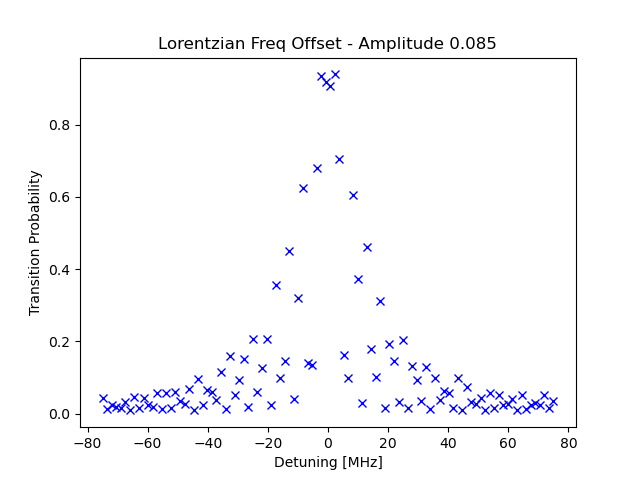 Lorentzian Freq Offset - Amplitude 0.085
Transition Probability
0.8
0.6
0.4
0.2
0.0
−80 −60 −40 −20 0 20 40 60 80
Detuning [MHz]